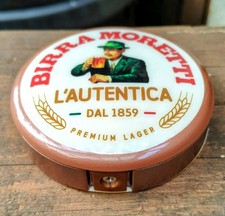 BIRRA MORETTI
L'AUTENTICA
DAL 1859
PREMIUM LAGER